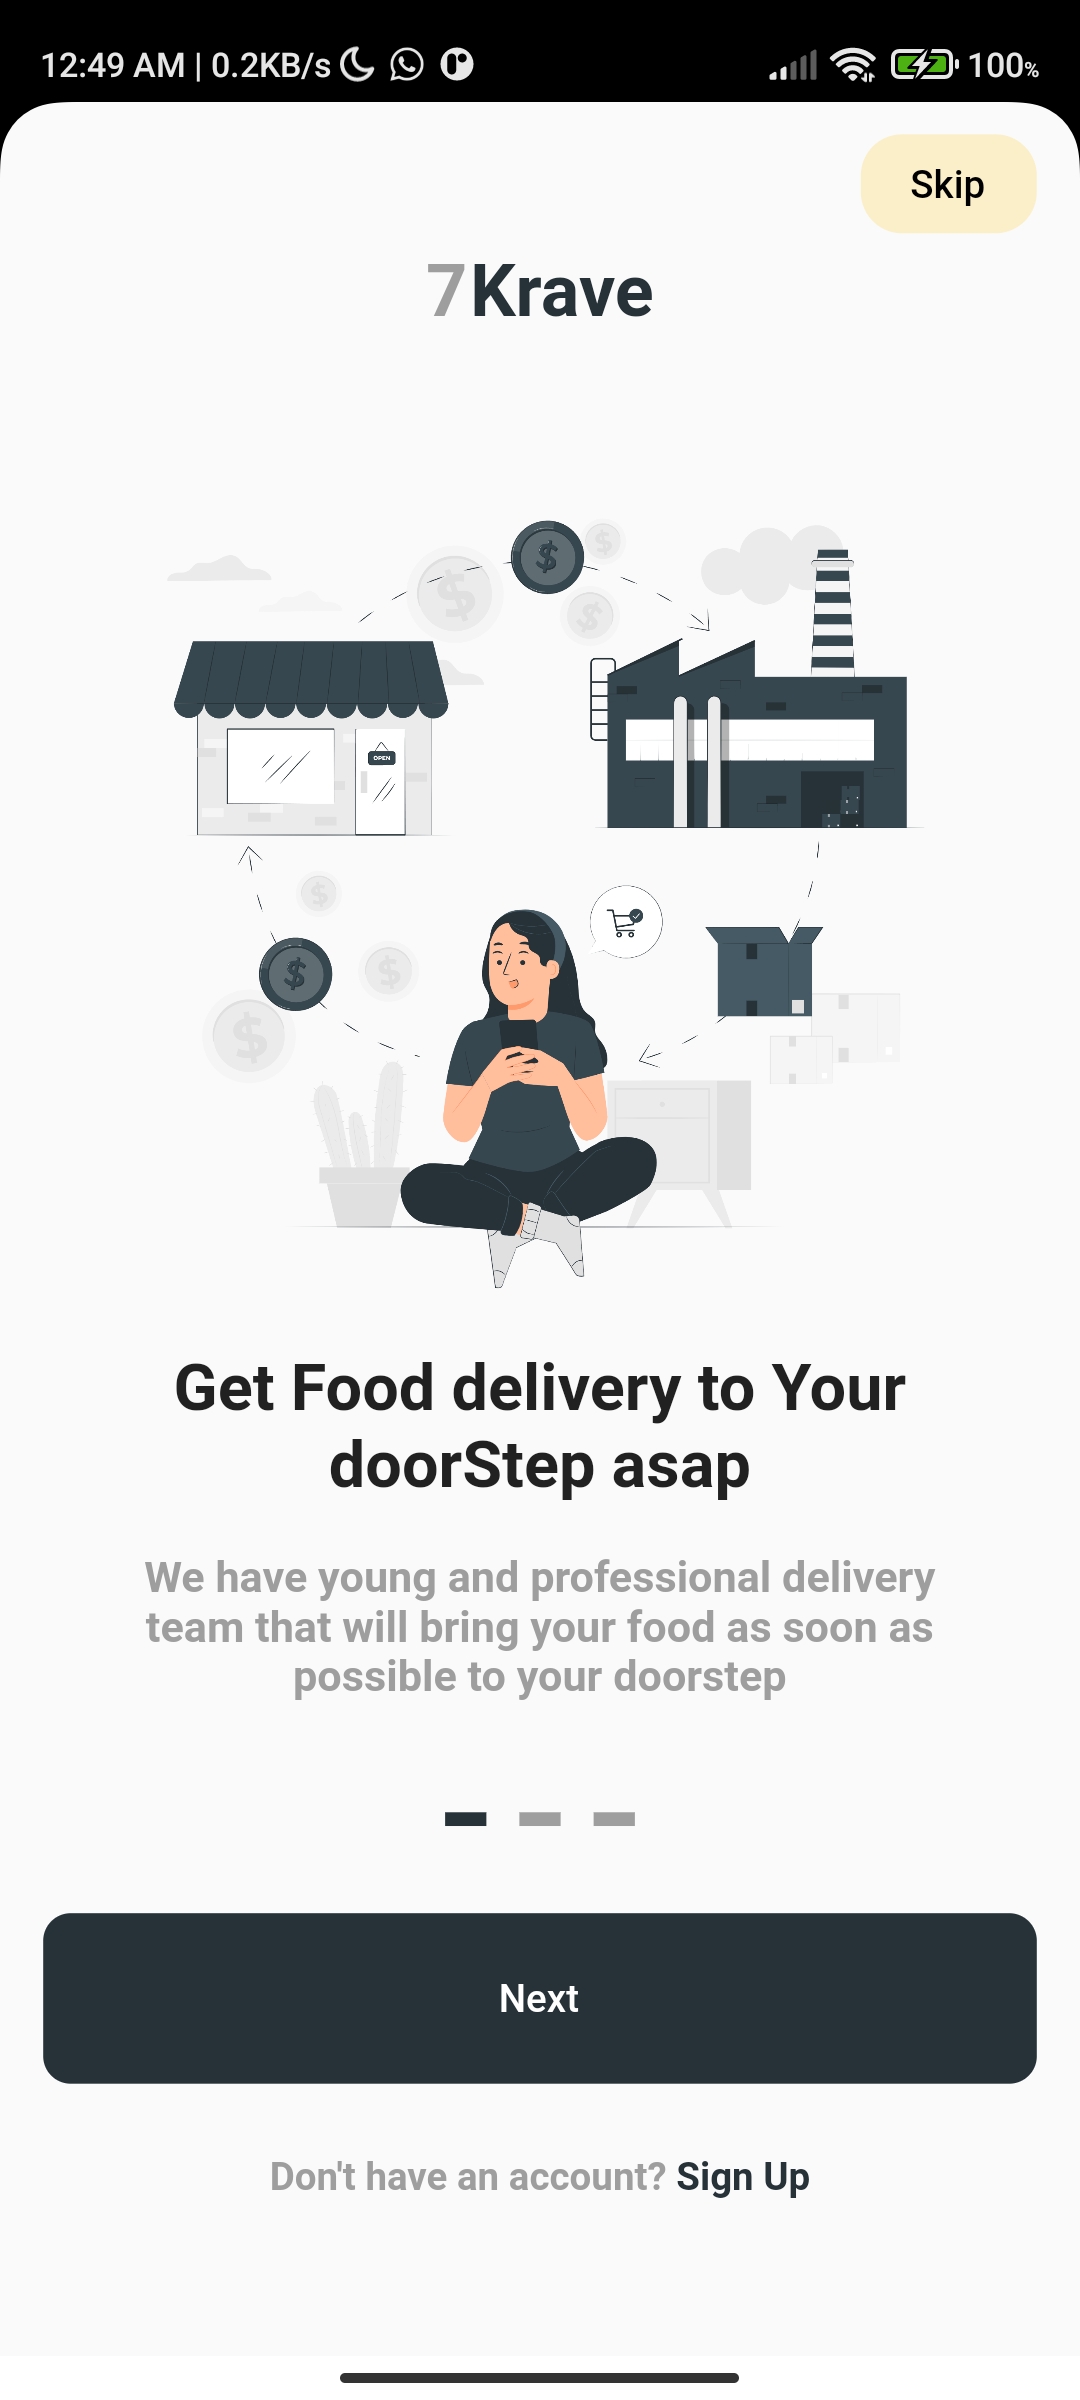 12:49 AM | 0.2KB/s 100%
Skip
7Krave
$ $
$ $
OPEN
$
$ $
$
Get Food delivery to Your
doorStep asap
We have young and professional delivery
team that will bring your food as soon as
possible to your doorstep
Next
Don't have an account? Sign Up